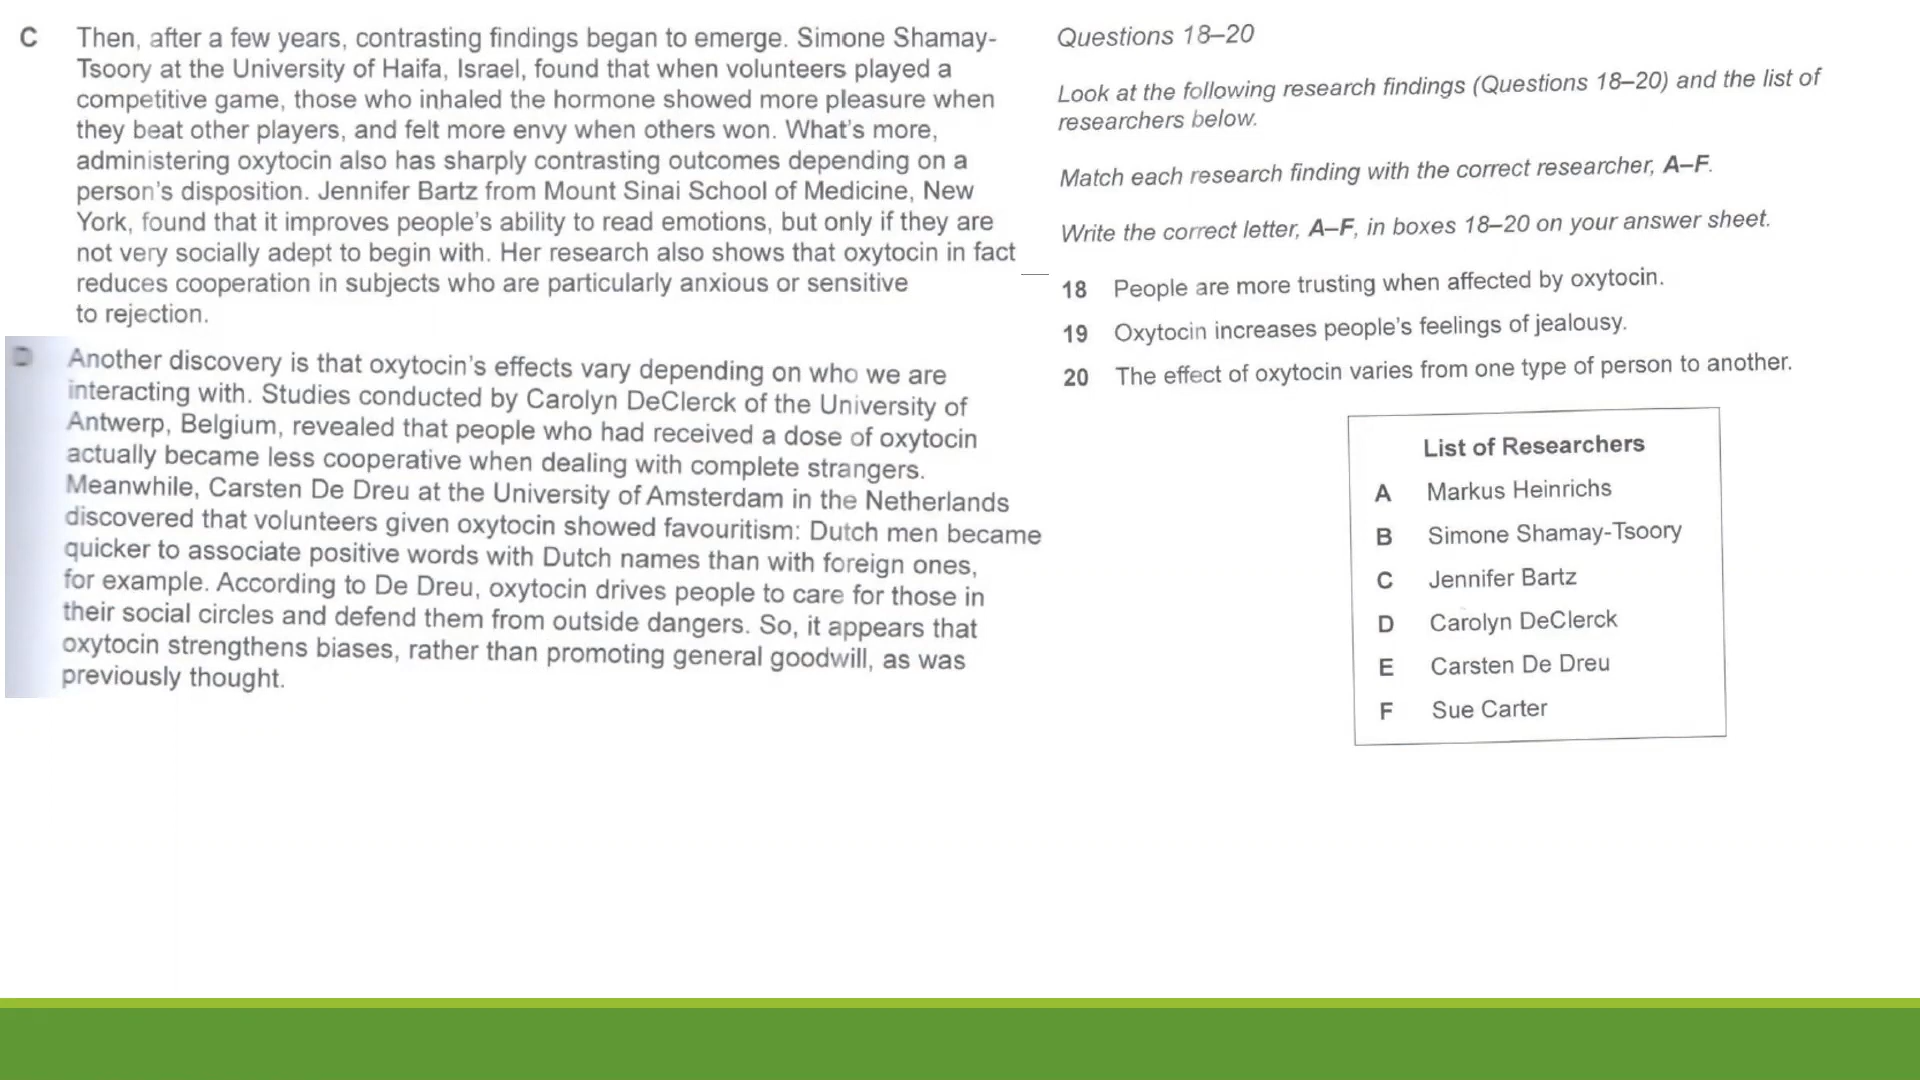 C Then, after a few years, contrasting findings began to emerge. Simone Shamay-
Tsoory at the University of Haifa, Israel, found that when volunteers played a
competitive game, those who inhaled the hormone showed more pleasure when
they beat other players, and felt more envy when others won. What's more,
administering oxytocin also has sharply contrasting outcomes depending on a
person's disposition. Jennifer Bartz from Mount Sinai School of Medicine, New
York, found that it improves people's ability to read emotions, but only if they are
not very socially adept to begin with. Her research also shows that oxytocin in fact
reduces cooperation in subjects who are particularly anxious or sensitive
to rejection.
D Another discovery is that oxytocin's effects vary depending on who we are
interacting with. Studies conducted by Carolyn DeClerck of the University of
Antwerp, Belgium, revealed that people who had received a dose of oxytocin
actually became less cooperative when dealing with complete strangers.
Meanwhile, Carsten De Dreu at the University of Amsterdam in the Netherlands
discovered that volunteers given oxytocin showed favouritism: Dutch men became
quicker to associate positive words with Dutch names than with foreign ones,
for example. According to De Dreu, oxytocin drives people to care for those in
their social circles and defend them from outside dangers. So, it appears that
oxytocin strengthens biases, rather than promoting general goodwill, as was
previously thought.
Questions 18–20
Look at the following research findings (Questions 18–20) and the list of
researchers below.
Match each research finding with the correct researcher, A–F.
Write the correct letter, A–F, in boxes 18–20 on your answer sheet.
18 People are more trusting when affected by oxytocin.
19 Oxytocin increases people's feelings of jealousy.
20 The effect of oxytocin varies from one type of person to another.
List of Researchers
A Markus Heinrichs
B Simone Shamay-Tsoory
C Jennifer Bartz
D Carolyn DeClerck
E Carsten De Dreu
F Sue Carter